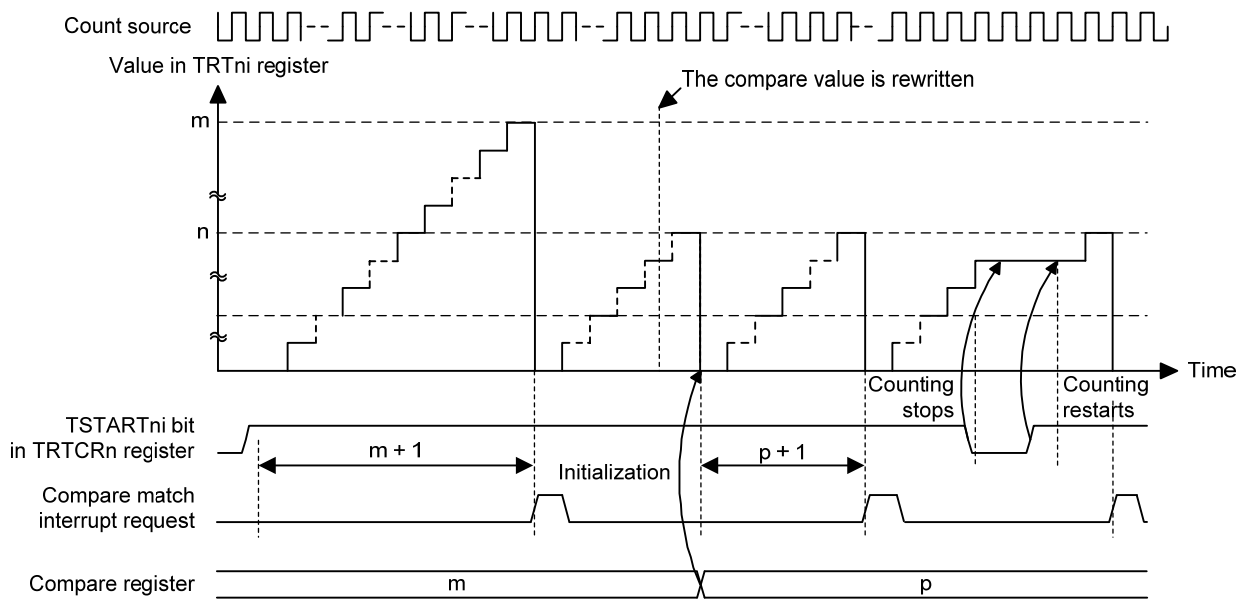 Count source
Value in TRTni register
The compare value is rewritten
m
n
Time
Counting
stops
Counting
restarts
TSTARTni bit
in TRTCRn register
m + 1
Initialization
p + 1
Compare match
interrupt request
Compare register
m
p